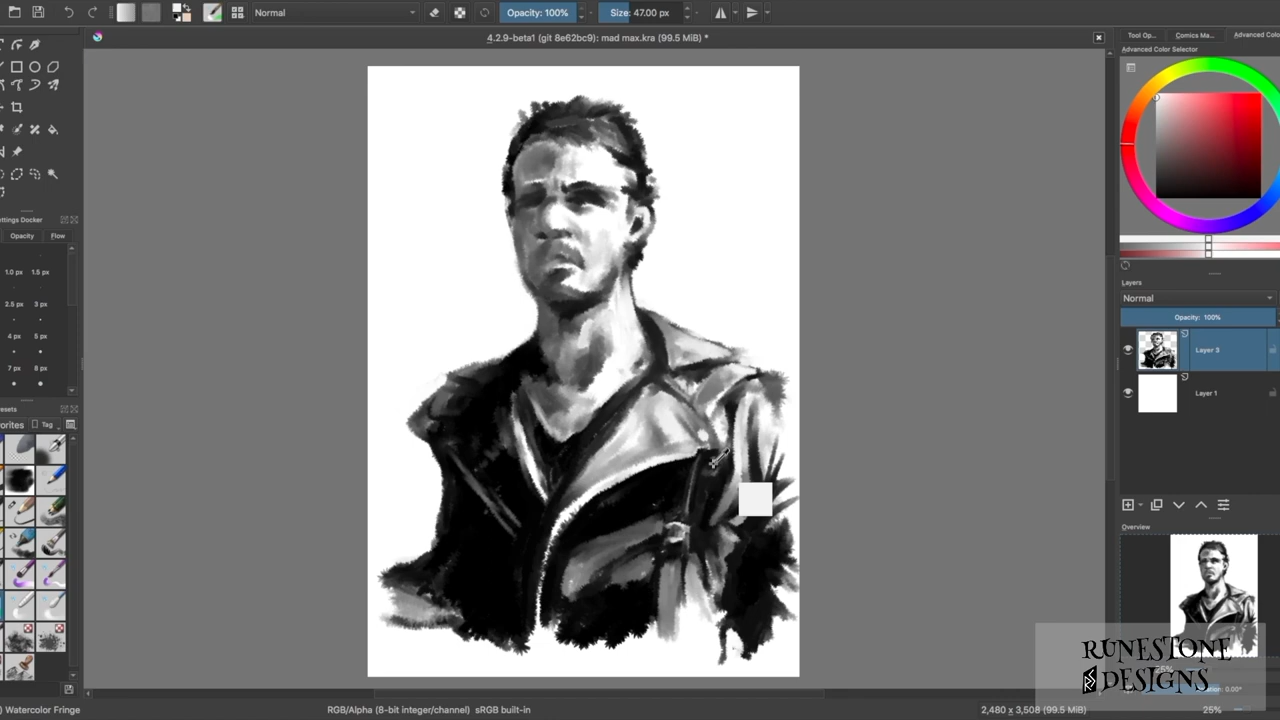 Normal
Opacity: 100%
Size: 47.00 px
4.2.9-beta1 (git 8e62bc9): mad max.kra (99.5 MiB) *
Tool Op...
Comics Ma...
Advanced Colo
Advanced Color Selector
ettings Docker
Opacity
Flow
1.0 px
1.5 px
2.5 px
3 px
4 px
5 px
7 px
8 px
esets
orites
Tag
Layers
Normal
Opacity: 100%
Layer 3
Layer 1
Overview
RUNESTONE
DESIGNS
25%
) Watercolor Fringe
RGB/Alpha (8-bit integer/channel) sRGB built-in
2,480 x 3,508 (99.5 MiB)
25%